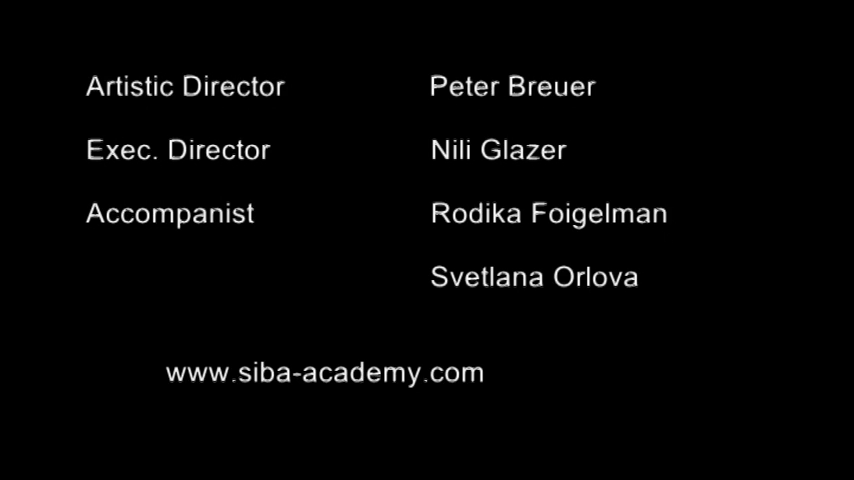 Artistic Director Peter Breuer
Exec. Director Nili Glazer
Accompanist Rodika Foigelman
Svetlana Orlova
www.siba-academy.com